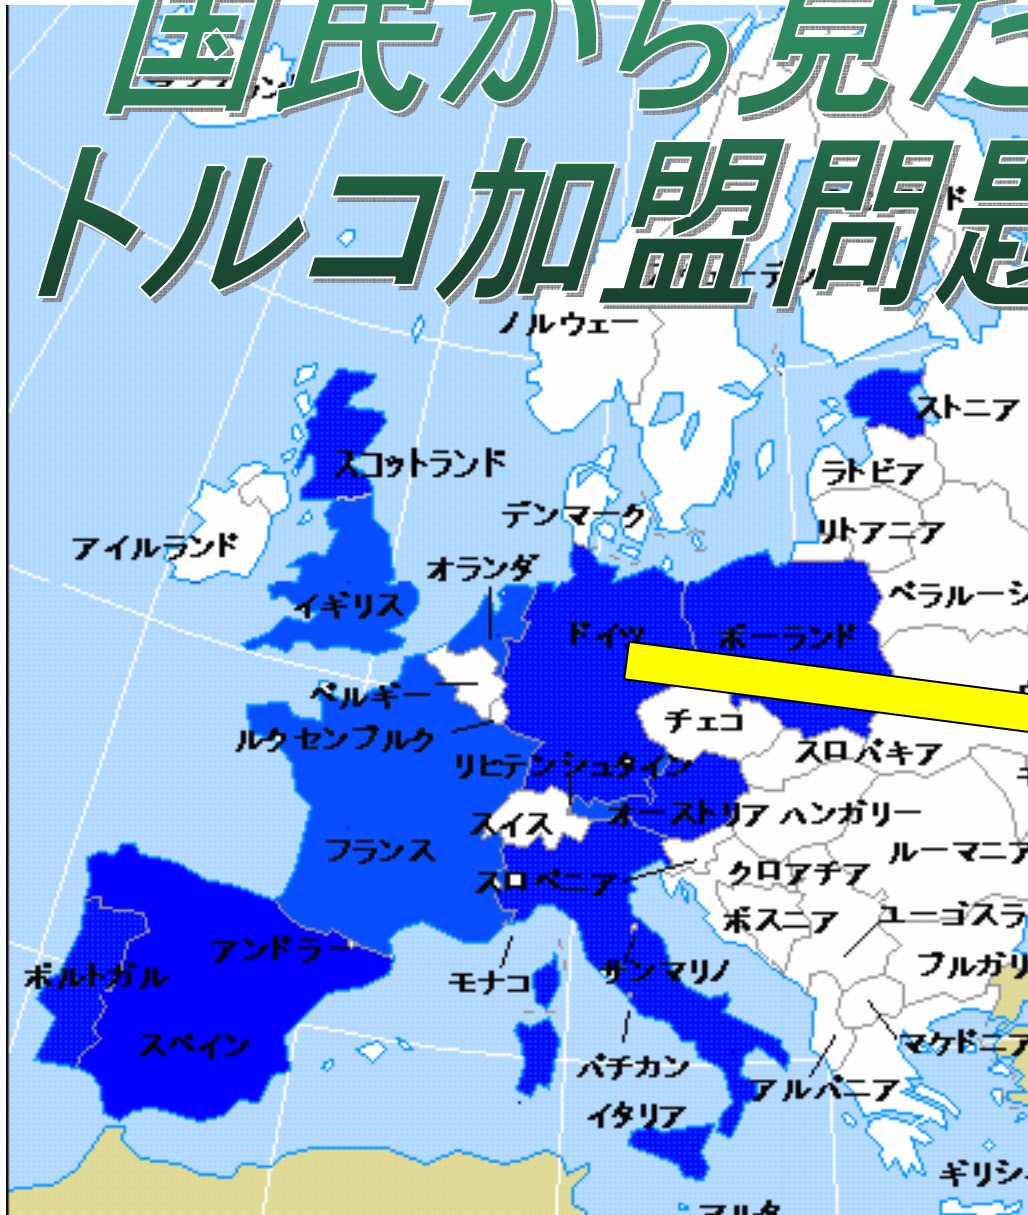 国民から見た
トルコ加盟問題
ノルウェー
ストニア
スコットランド
ラトビア
デンマーク
リトアニア
アイルランド
オランダ
ベラルーシ
イギリス
ドイツ
ポーランド
ベルギー
チェコ
ルクセンブルク
スロバキア
リヒテンシュタイン
オーストリア
ハンガリー
スイス
フランス
ルーマニア
クロアチア
スロベニア
ボスニア
ユーゴスラ
アンドラ
サンマリノ
ブルガリ
ポルトガル
モナコ
スペイン
マケドニア
バチカン
アルバニア
イタリア
ギリシ
マルタ